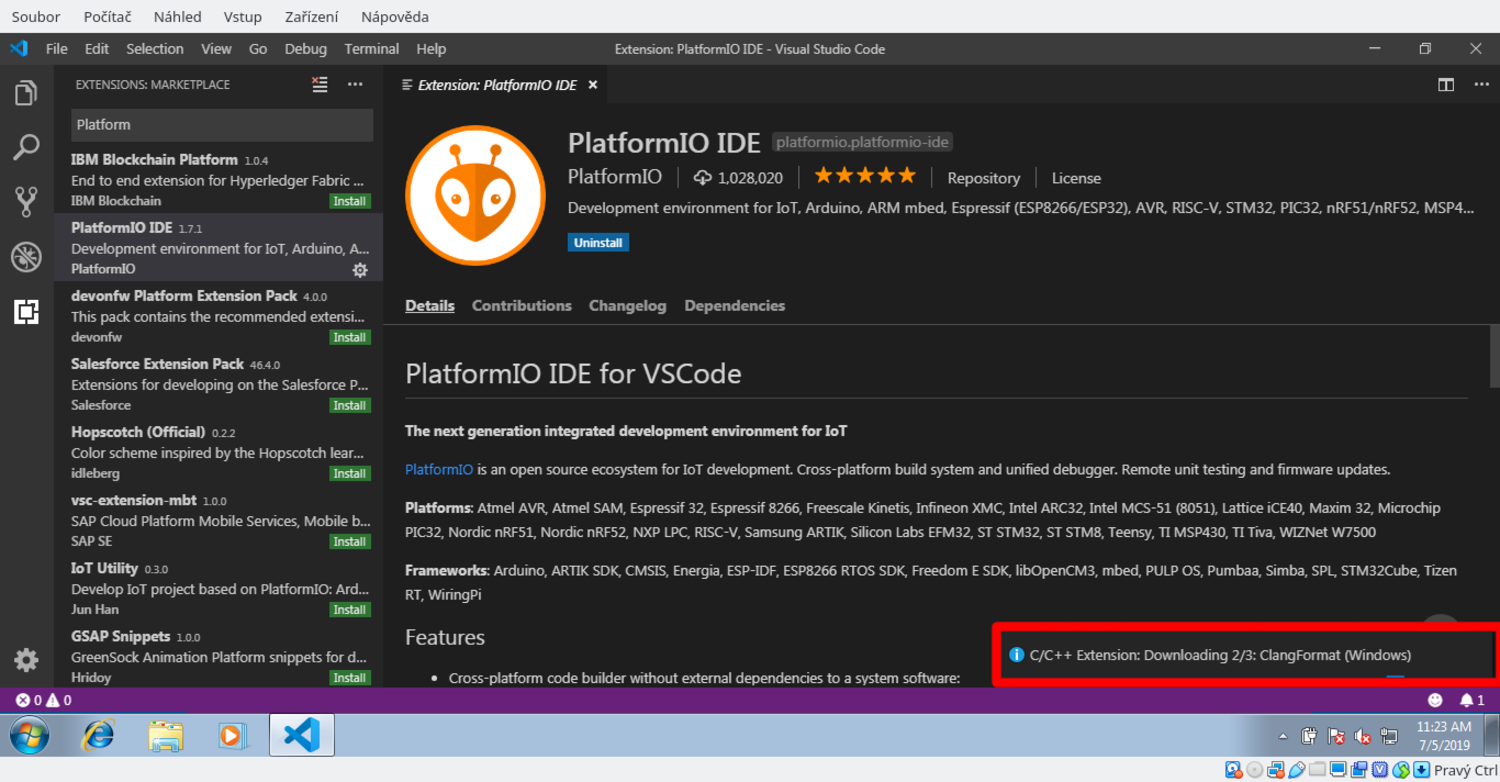 Soubor Počítač Náhled Vstup Zařízení Nápověda
File Edit Selection View Go Debug Terminal Help Extension: PlatformIO IDE - Visual Studio Code
EXTENSIONS: MARKETPLACE
Platform
IBM Blockchain Platform 1.0.4
End to end extension for Hyperledger Fabric ...
IBM Blockchain Install
PlatformIO IDE 1.7.1
Development environment for IoT, Arduino, A...
PlatformIO
devonfw Platform Extension Pack 4.0.0
This pack contains the recommended extensi...
devonfw Install
Salesforce Extension Pack 46.4.0
Extensions for developing on the Salesforce P...
Salesforce Install
Hopscotch (Official) 0.2.2
Color scheme inspired by the Hopscotch lear...
idleberg Install
vsc-extension-mbt 1.0.0
SAP Cloud Platform Mobile Services, Mobile b...
SAP SE Install
IoT Utility 0.3.0
Develop IoT project based on PlatformIO: Ard...
Jun Han Install
GSAP Snippets 1.0.0
GreenSock Animation Platform snippets for d...
Hridoy Install
Extension: PlatformIO IDE
PlatformIO IDE platformio.platformio-ide
PlatformIO 1,028,020 Repository License
Development environment for IoT, Arduino, ARM mbed, Espressif (ESP8266/ESP32), AVR, RISC-V, STM32, PIC32, nRF51/nRF52, MSP4...
Uninstall
Details Contributions Changelog Dependencies
PlatformIO IDE for VSCode
The next generation integrated development environment for IoT
PlatformIO is an open source ecosystem for IoT development. Cross-platform build system and unified debugger. Remote unit testing and firmware updates.
Platforms: Atmel AVR, Atmel SAM, Espressif 32, Espressif 8266, Freescale Kinetis, Infineon XMC, Intel ARC32, Intel MCS-51 (8051), Lattice iCE40, Maxim 32, Microchip
PIC32, Nordic nRF51, Nordic nRF52, NXP LPC, RISC-V, Samsung ARTIK, Silicon Labs EFM32, ST STM32, ST STM8, Teensy, TI MSP430, TI Tiva, WIZNet W7500
Frameworks: Arduino, ARTIK SDK, CMSIS, Energia, ESP-IDF, ESP8266 RTOS SDK, Freedom E SDK, libOpenCM3, mbed, PULP OS, Pumbaa, Simba, SPL, STM32Cube, Tizen
RT, WiringPi
Features
• Cross-platform code builder without external dependencies to a system software:
C/C++ Extension: Downloading 2/3: ClangFormat (Windows)
0 0 1
11:23 AM
7/5/2019
Pravý Ctrl